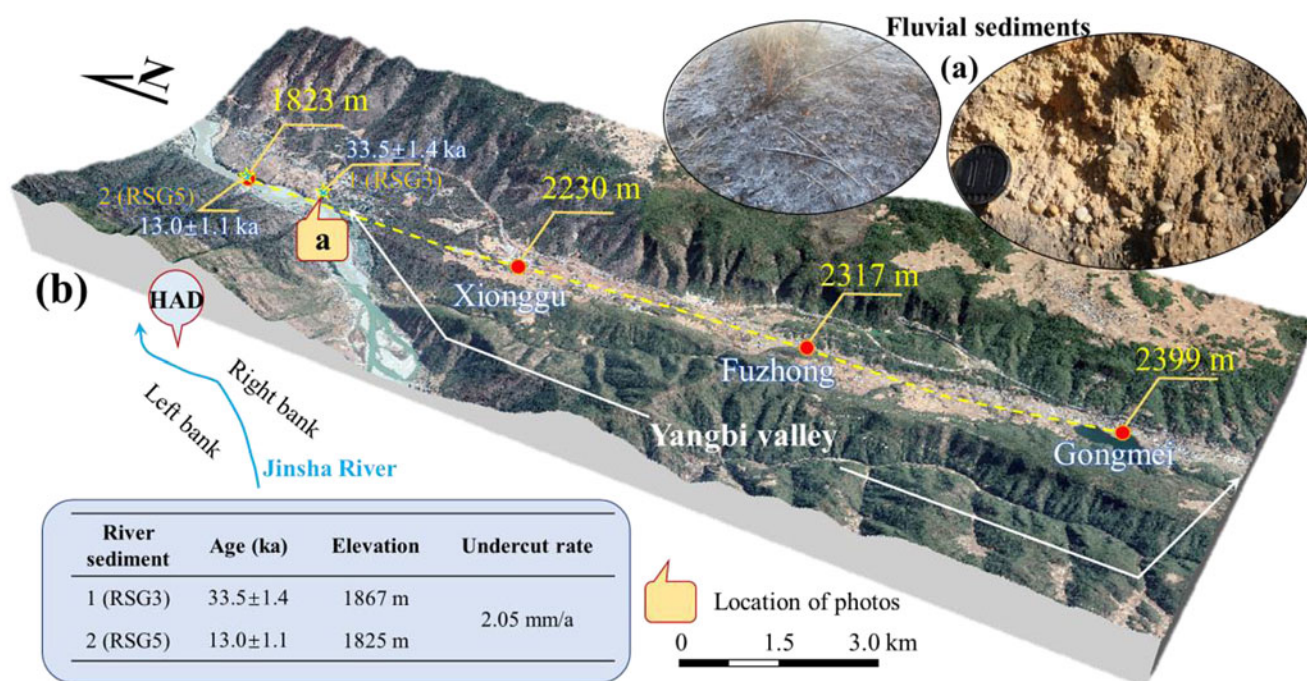 Fluvial sediments
(a)
N
1823 m
33.5±1.4 ka
1 (RSG3)
2 (RSG5)
13.0±1.1 ka
a
2230 m
Xionggu
2317 m
Fuzhong
2399 m
Gongmei
Yangbi valley
(b)
HAD
Right bank
Left bank
Jinsha River
River sediment Age (ka) Elevation Undercut rate
1 (RSG3) 33.5±1.4 1867 m 2.05 mm/a
2 (RSG5) 13.0±1.1 1825 m
Location of photos
0 1.5 3.0 km